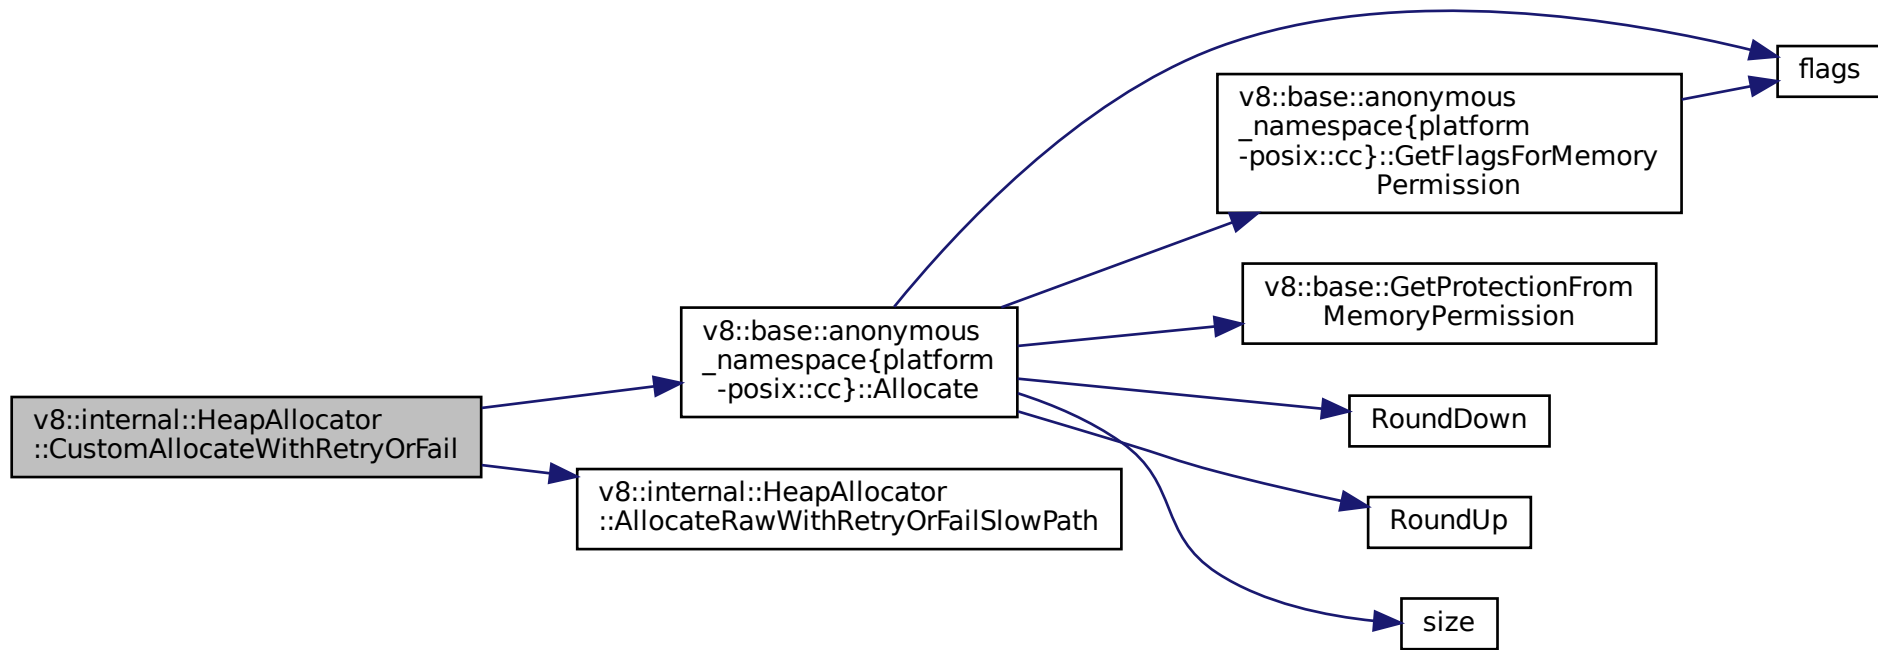 v8::internal::HeapAllocator
::CustomAllocateWithRetryOrFail
v8::base::anonymous
_namespace{platform
-posix::cc}::Allocate
v8::internal::HeapAllocator
::AllocateRawWithRetryOrFailSlowPath
flags
v8::base::anonymous
_namespace{platform
-posix::cc}::GetFlagsForMemory
Permission
v8::base::GetProtectionFrom
MemoryPermission
RoundDown
RoundUp
size